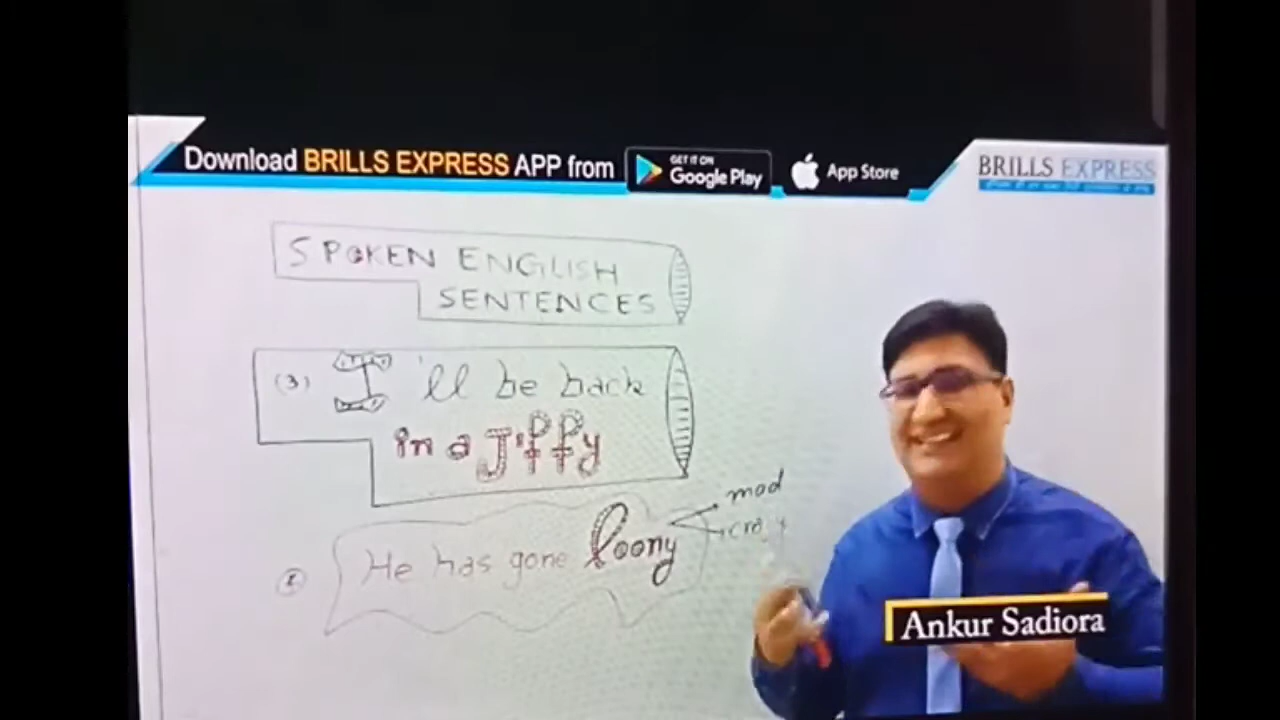 Download BRILLS EXPRESS APP from
GET IT ON
Google Play
App Store
BRILLS EXPRESS
SPOKEN ENGLISH
SENTENCES
(3) I'll be back
in a Jiffy
mad
He has gone loony
Ankur Sadiora